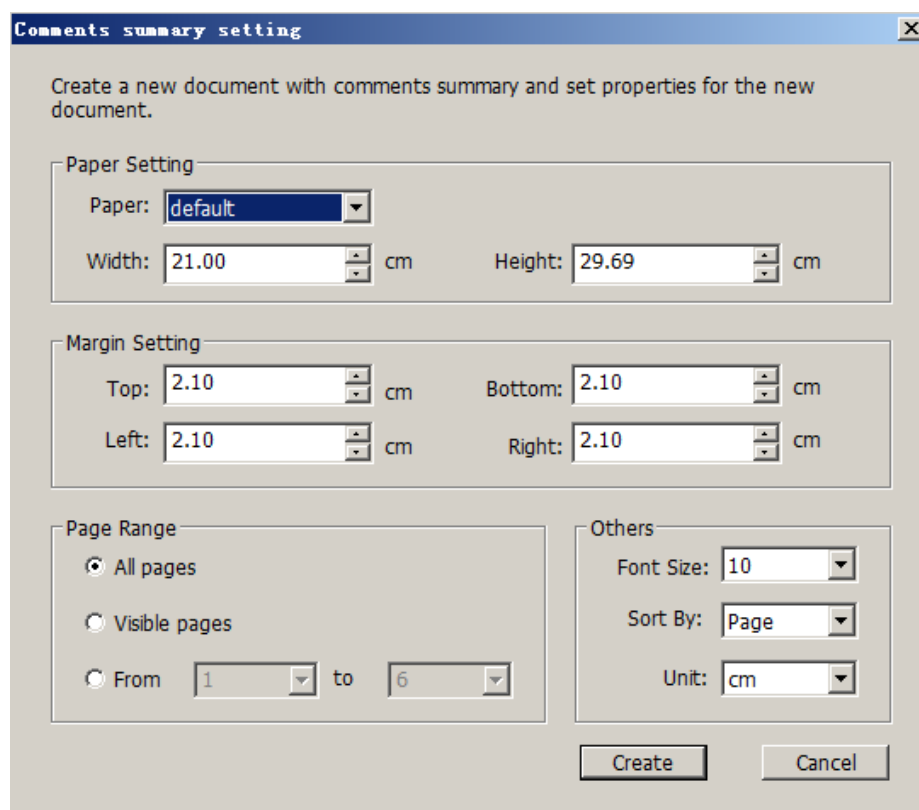 Comments summary setting
Create a new document with comments summary and set properties for the new
document.
Paper Setting
Paper: default
Width: 21.00 cm Height: 29.69 cm
Margin Setting
Top: 2.10 cm Bottom: 2.10 cm
Left: 2.10 cm Right: 2.10 cm
Page Range
All pages
Visible pages
From 1 to 6
Others
Font Size: 10
Sort By: Page
Unit: cm
Create Cancel